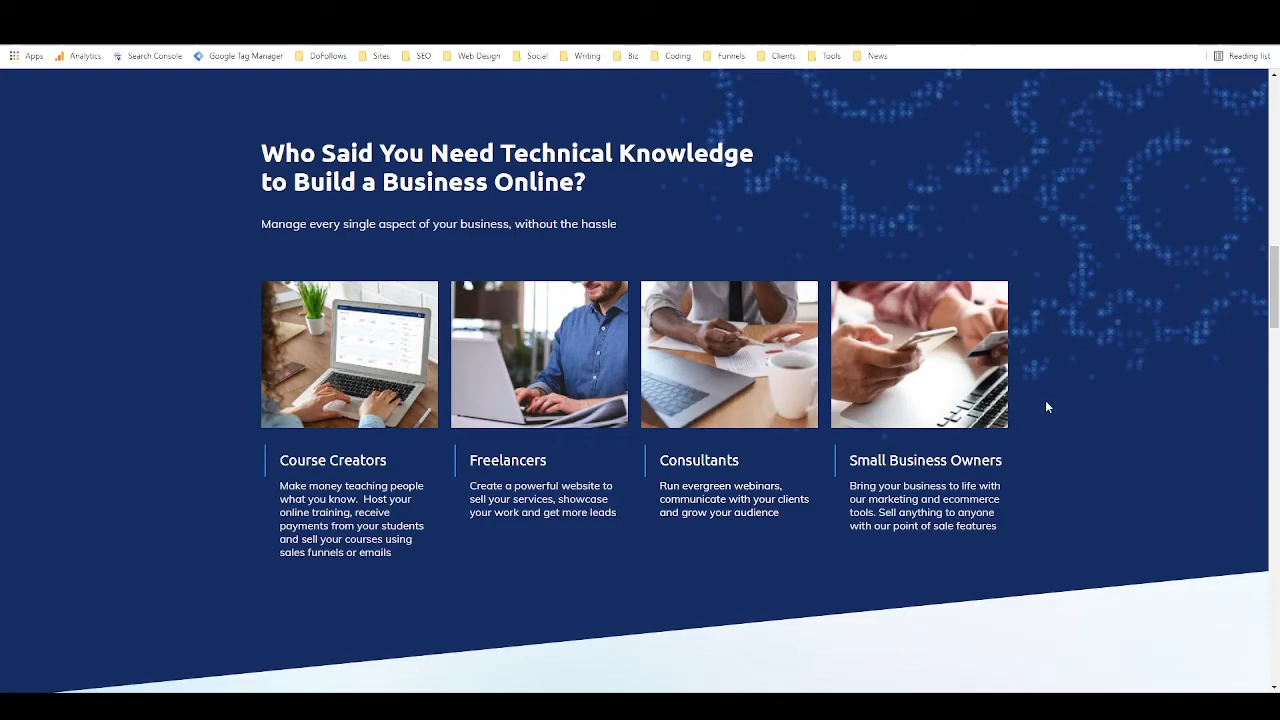 Apps Analytics Search Console Google Tag Manager DoFollows Sites SEO Web Design Social Writing Biz Coding Funnels Clients Tools News Reading list
Who Said You Need Technical Knowledge
to Build a Business Online?
Manage every single aspect of your business, without the hassle
Course Creators
Make money teaching people
what you know. Host your
online training, receive
payments from your students
and sell your courses using
sales funnels or emails
Freelancers
Create a powerful website to
sell your services, showcase
your work and get more leads
Consultants
Run evergreen webinars,
communicate with your clients
and grow your audience
Small Business Owners
Bring your business to life with
our marketing and ecommerce
tools. Sell anything to anyone
with our point of sale features